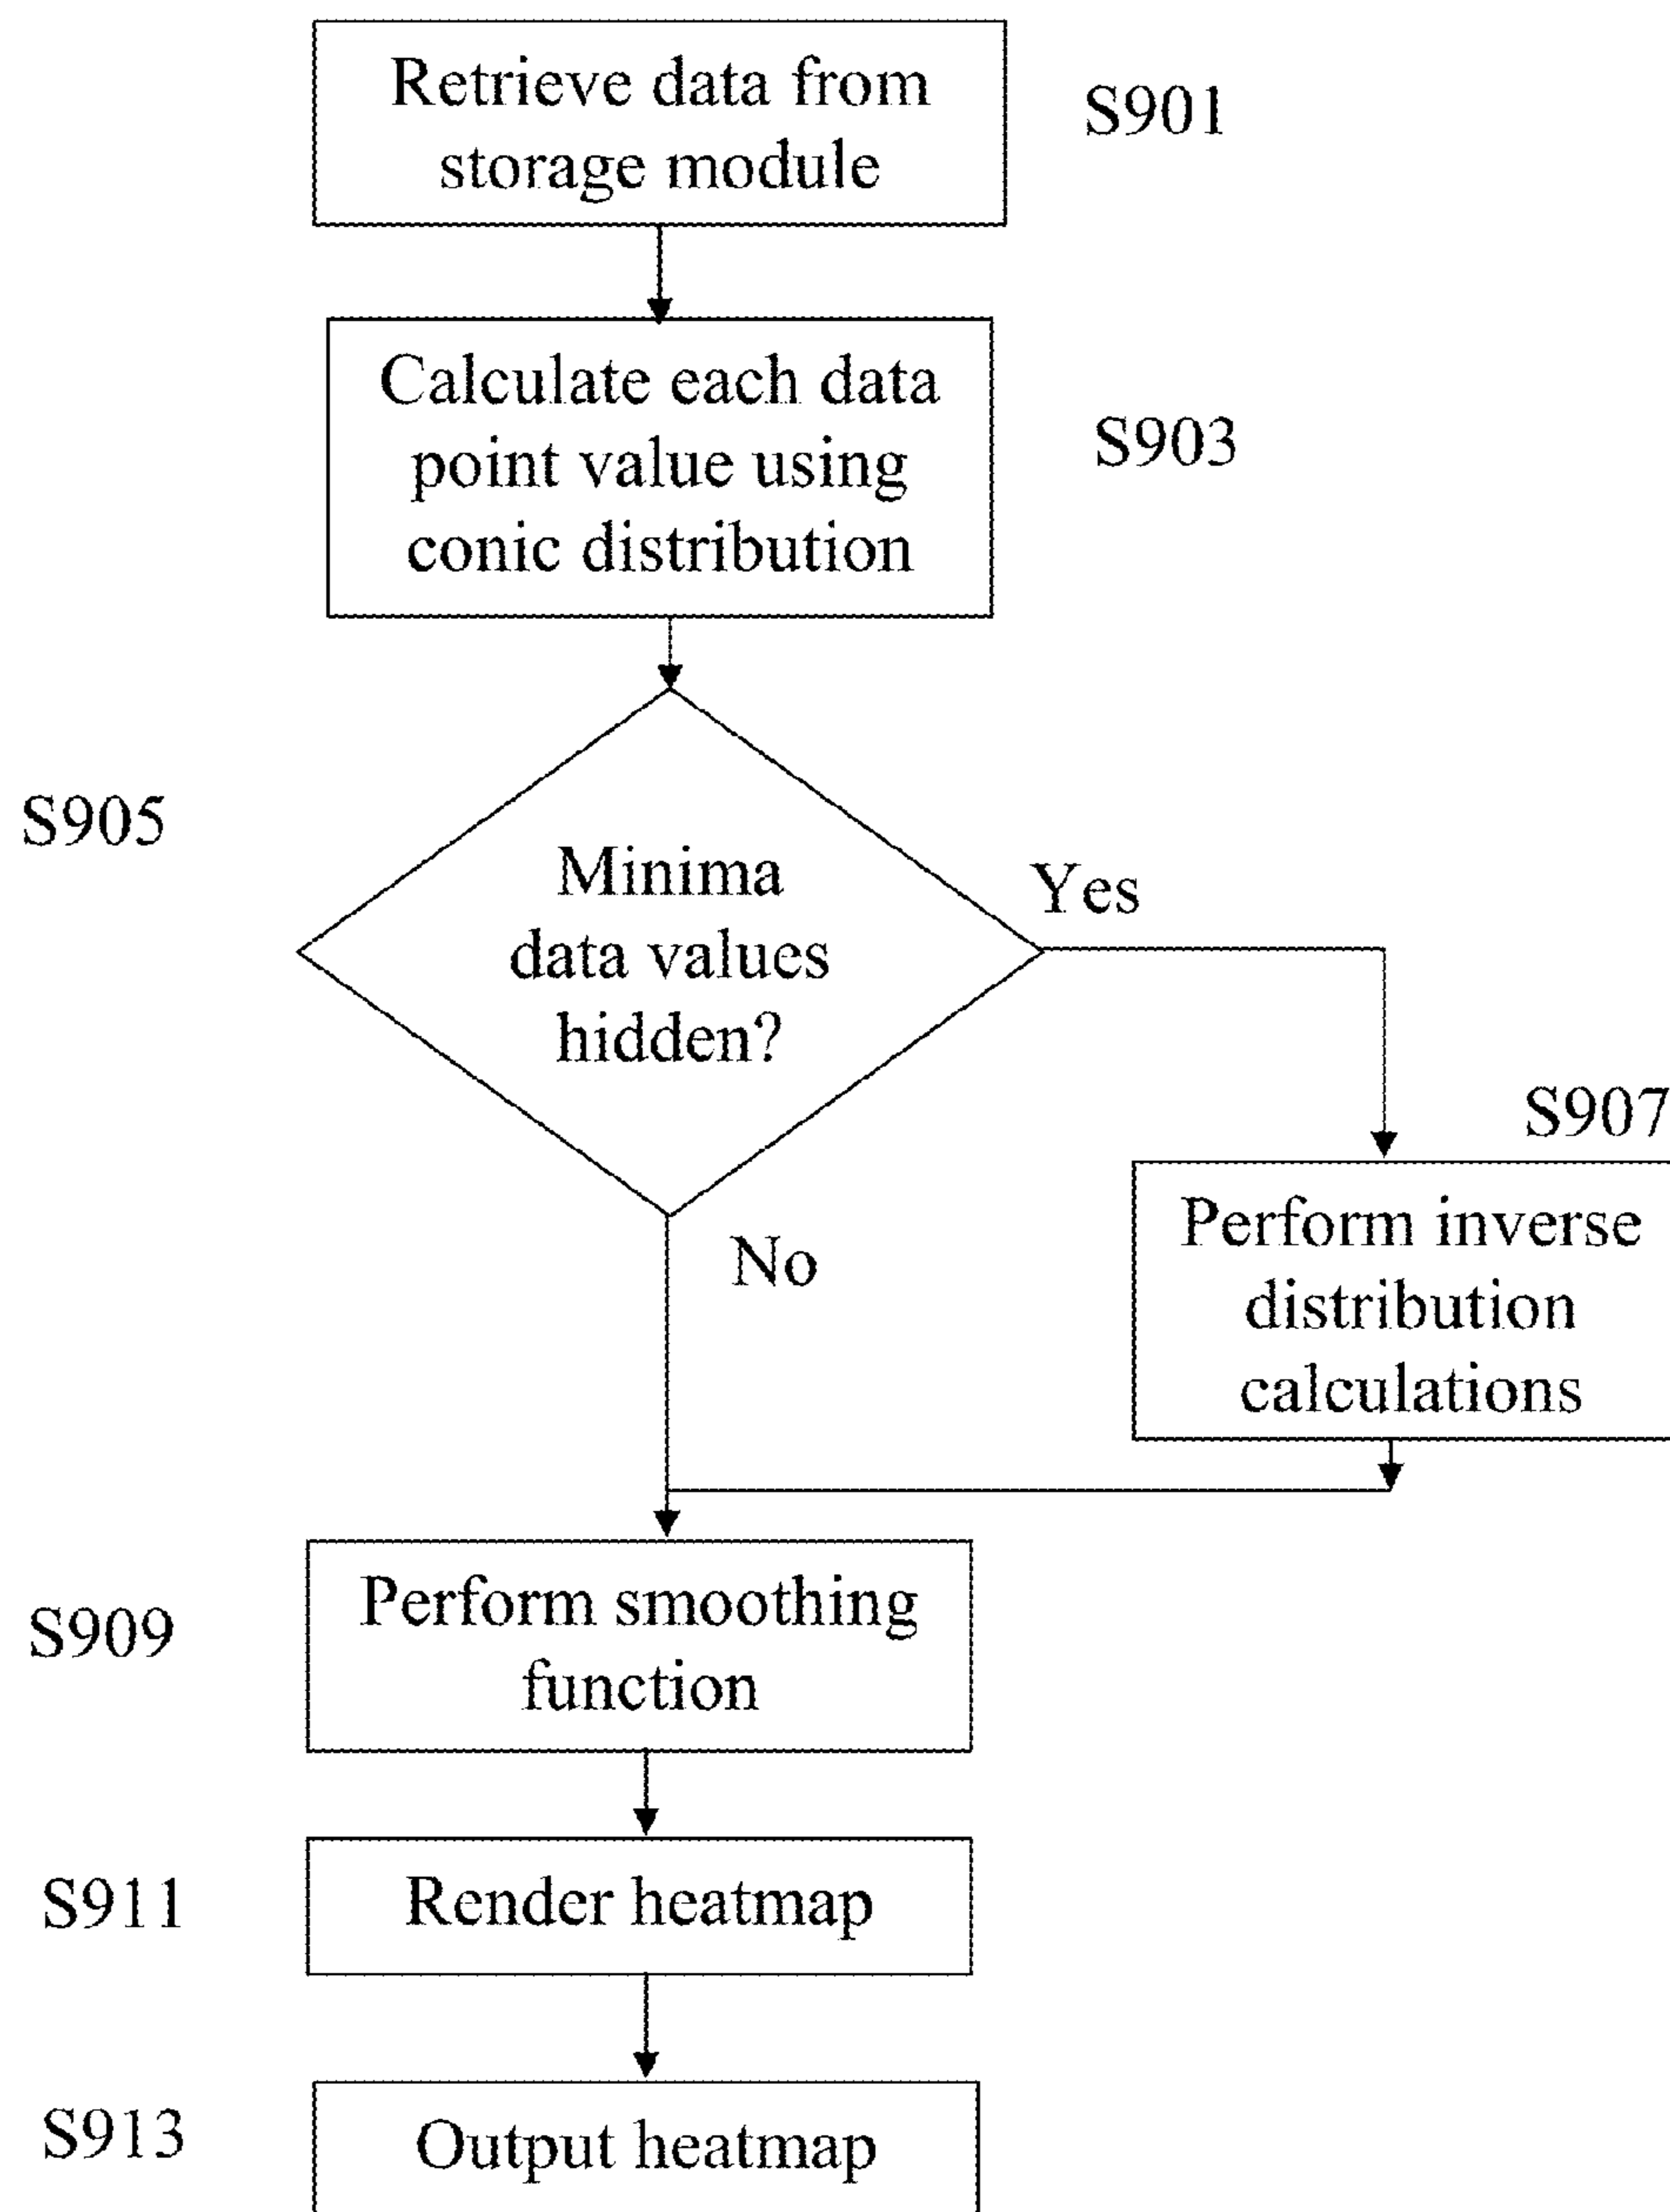 Retrieve data from
storage module
S901
Calculate each data
point value using
conic distribution
S903
S905
Minima
data values
hidden?
Yes
No
S907
Perform inverse
distribution
calculations
S909
Perform smoothing
function
S911
Render heatmap
S913
Output heatmap